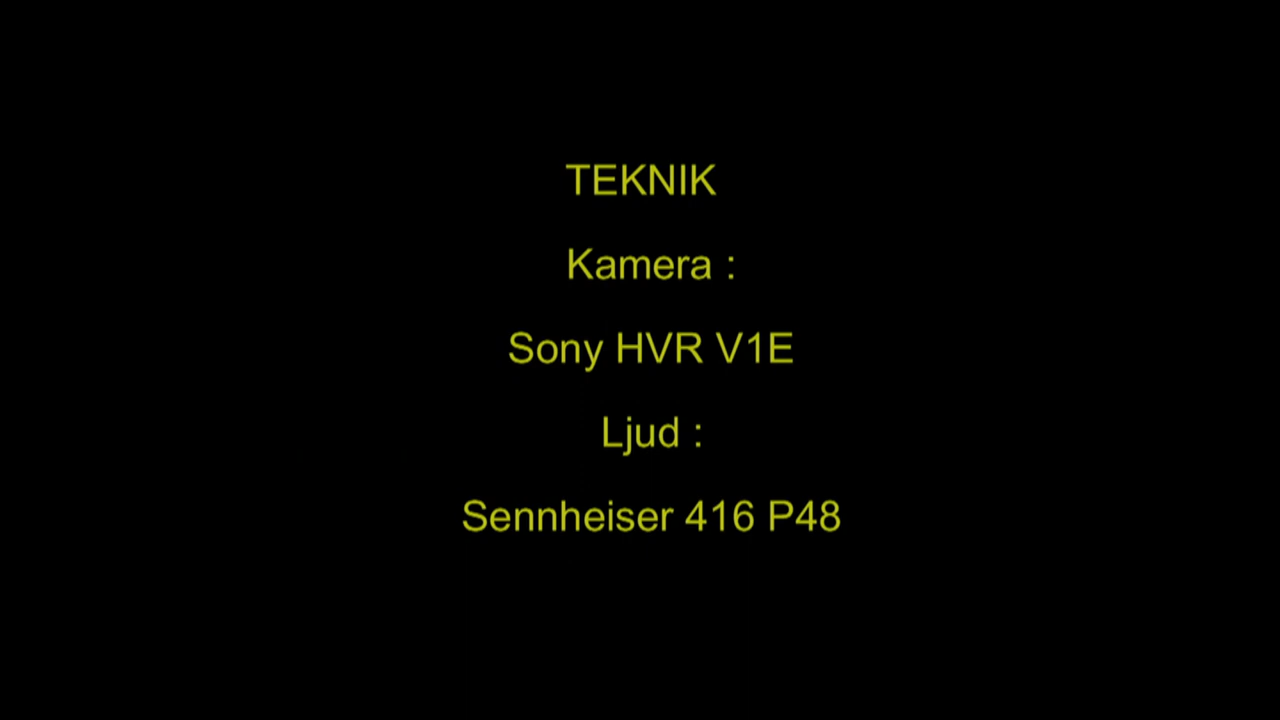 TEKNIK
Kamera :
Sony HVR V1E
Ljud :
Sennheiser 416 P48